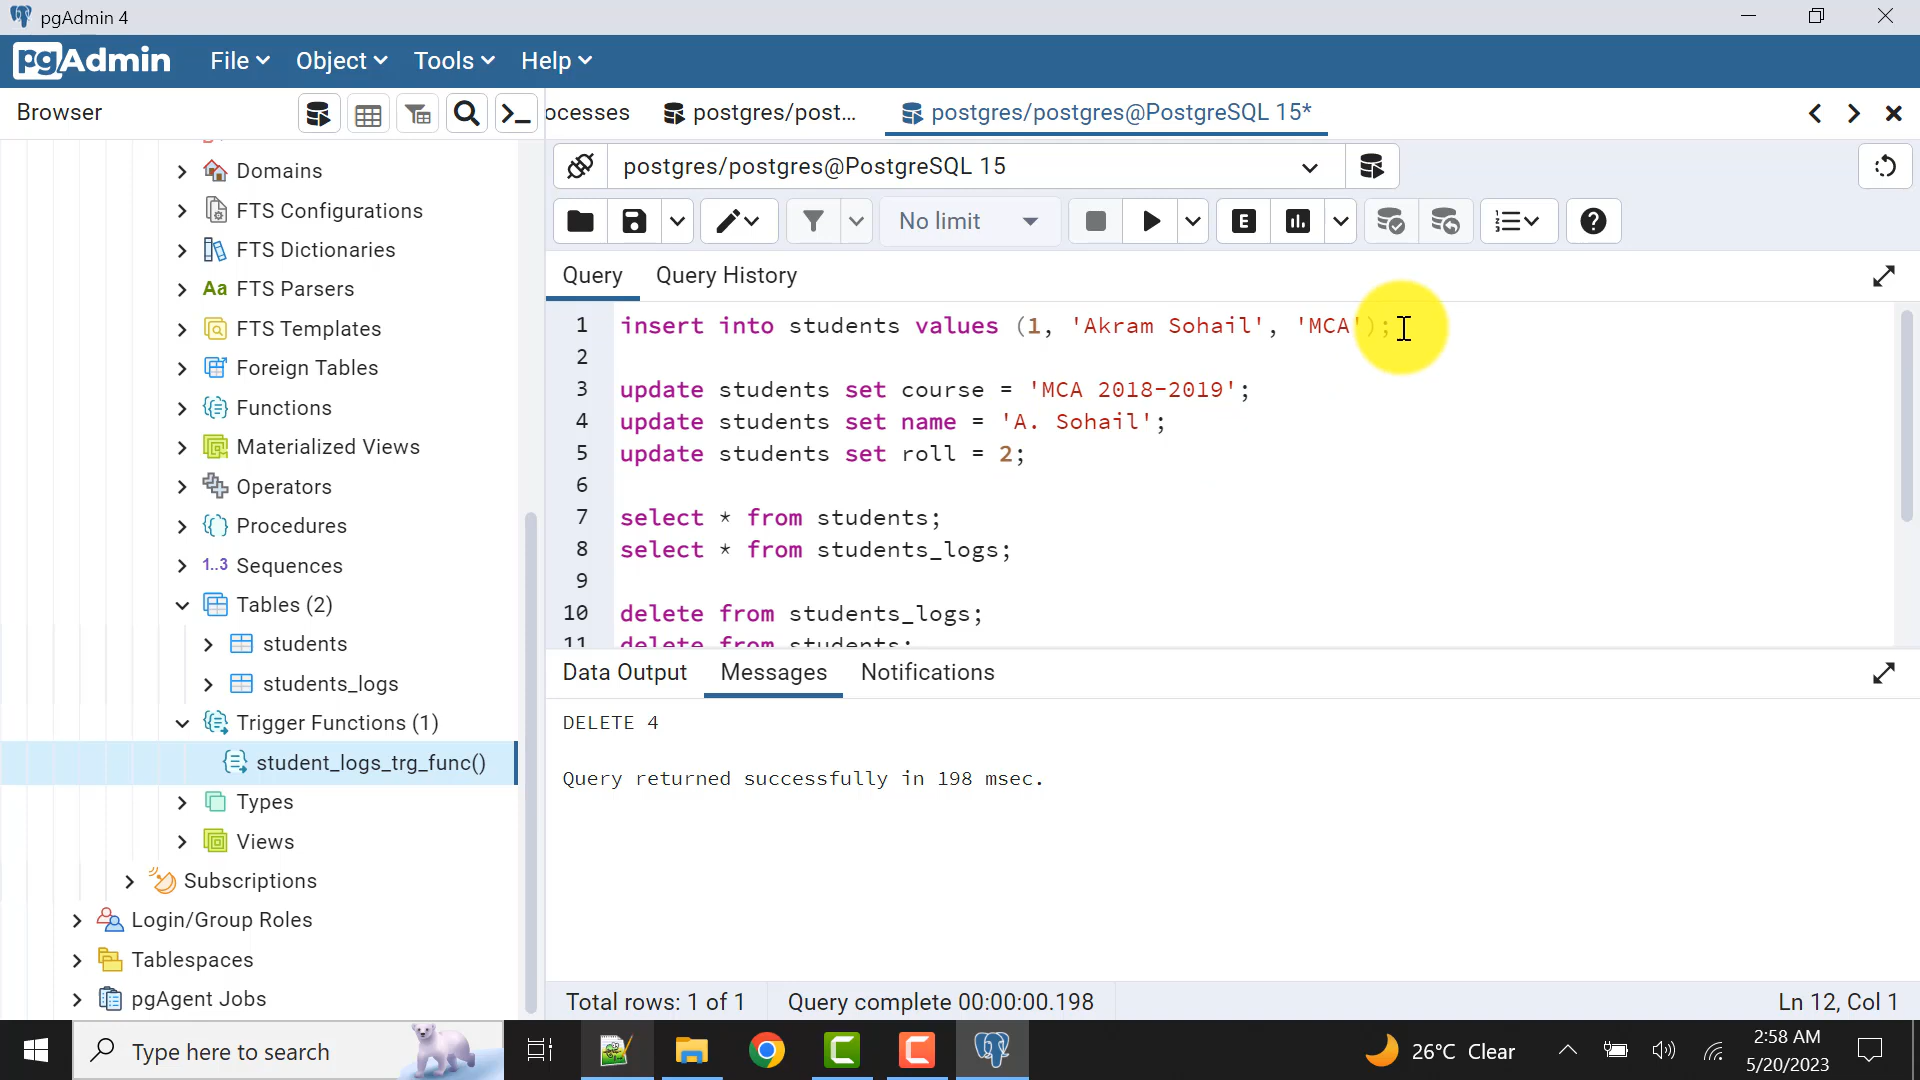 pgAdmin 4
pgAdmin File Object Tools Help
Browser
ocesses postgres/post... postgres/postgres@PostgreSQL 15*
postgres/postgres@PostgreSQL 15
No limit
E
Query Query History
Domains
FTS Configurations
FTS Dictionaries
Aa FTS Parsers
FTS Templates
Foreign Tables
Functions
Materialized Views
Operators
Procedures
1..3 Sequences
Tables (2)
students
students_logs
Trigger Functions (1)
student_logs_trg_func()
Types
Views
Subscriptions
Login/Group Roles
Tablespaces
pgAgent Jobs
1 insert into students values (1, 'Akram Sohail', 'MCA');
2
3 update students set course = 'MCA 2018-2019';
4 update students set name = 'A. Sohail';
5 update students set roll = 2;
6
7 select * from students;
8 select * from students_logs;
9
10 delete from students_logs;
11 delete from students;
Data Output Messages Notifications
DELETE 4
Query returned successfully in 198 msec.
Total rows: 1 of 1 Query complete 00:00:00.198 Ln 12, Col 1
Type here to search
26°C Clear
2:58 AM
5/20/2023